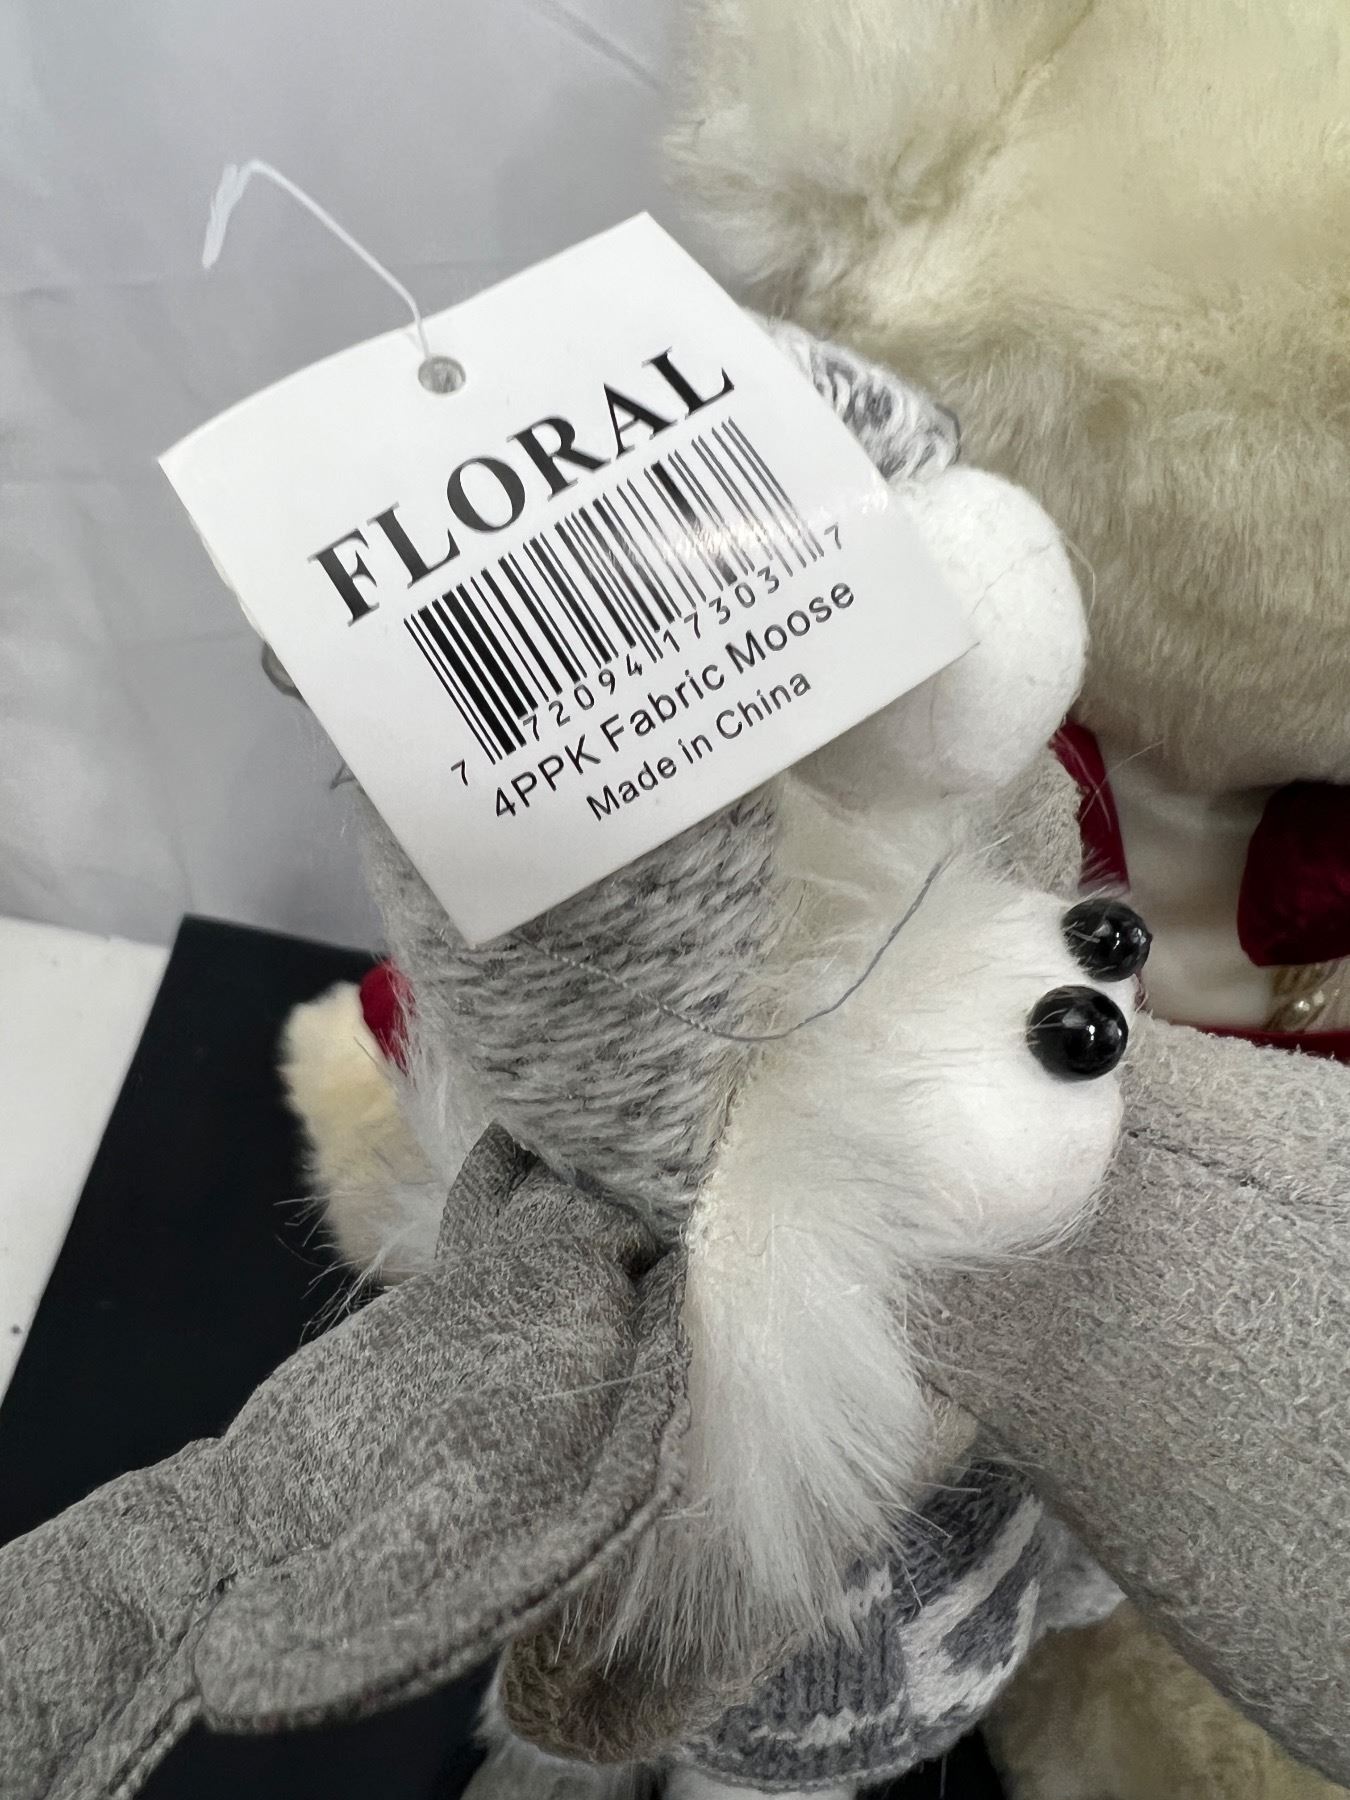 FLORAL
7 72094 17303 7
4PPK Fabric Moose
Made in China